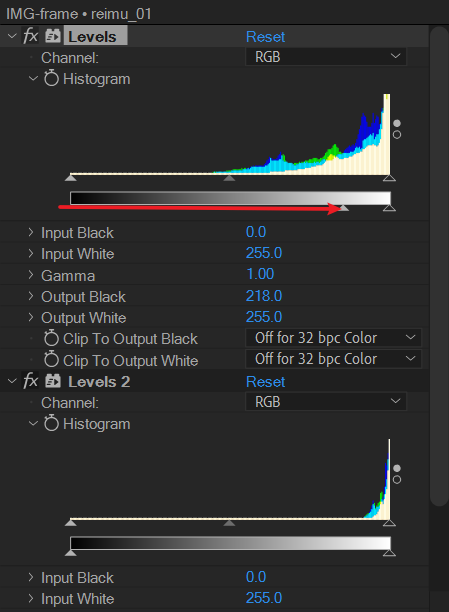 IMG-frame • reimu_01
fx Levels Reset
Channel: RGB
Histogram
Input Black 0.0
Input White 255.0
Gamma 1.00
Output Black 218.0
Output White 255.0
Clip To Output Black Off for 32 bpc Color
Clip To Output White Off for 32 bpc Color
fx Levels 2 Reset
Channel: RGB
Histogram
Input Black 0.0
Input White 255.0